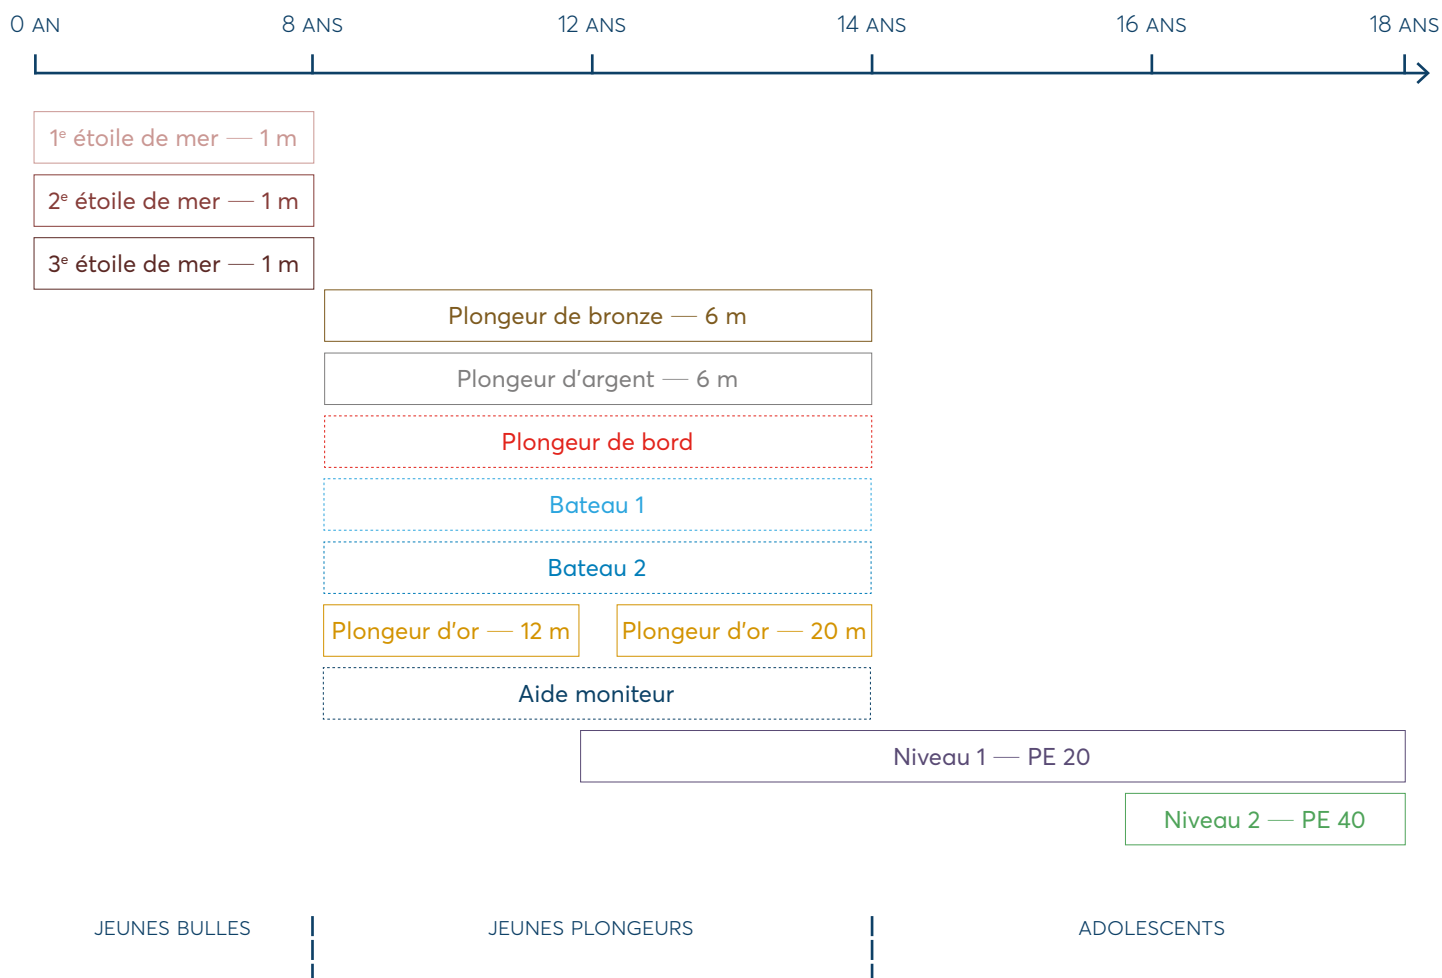 0 AN 8 ANS 12 ANS 14 ANS 16 ANS 18 ANS
1e étoile de mer — 1 m
2e étoile de mer — 1 m
3e étoile de mer — 1 m
Plongeur de bronze — 6 m
Plongeur d'argent — 6 m
Plongeur de bord
Bateau 1
Bateau 2
Plongeur d'or — 12 m Plongeur d'or — 20 m
Aide moniteur
Niveau 1 — PE 20
Niveau 2 — PE 40
JEUNES BULLES JEUNES PLONGEURS ADOLESCENTS